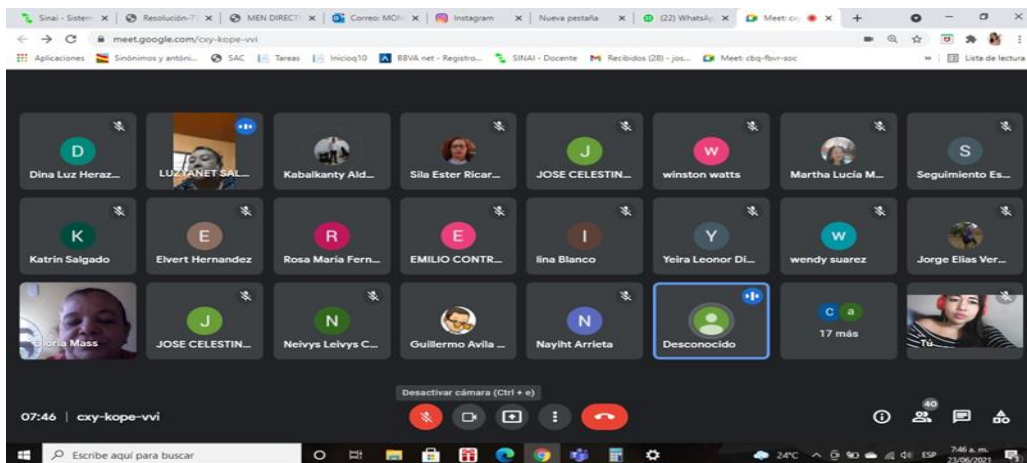 Sinai - Sistem
Resolución-7
MEN DIRECT
Correo: MON
Instagram
Nueva pestaña
(22) WhatsAp
Meet: cx
meet.google.com/cxy-kope-vvi
Aplicaciones
Sinónimos y antóni...
SAC
Tareas
Inicioq10
BBVA net - Registro...
SINAI - Docente
Recibidos (28) - jos...
Meet: cbq-fbvr-soc
Lista de lectura
D
Dina Luz Heraz...
LUZYANET SAL...
Kabalkanty Ald...
Sila Ester Ricar...
J
JOSE CELESTIN...
w
winston watts
Martha Lucía M...
S
Seguimiento Es...
K
Katrin Salgado
E
Elvert Hernandez
R
Rosa María Fern...
E
EMILIO CONTR...
l
lina Blanco
Y
Yeira Leonor Di...
w
wendy suarez
Jorge Elias Ver...
Gloria Mass
J
JOSE CELESTIN...
N
Neivys Leivys C...
Guillermo Avila ...
N
Nayiht Arrieta
Desconocido
C a
17 más
Tú
Desactivar cámara (Ctrl + e)
07:46 | cxy-kope-vvi
40
Escribe aquí para buscar
24°C
ESP
7:46 a. m.
23/06/2021